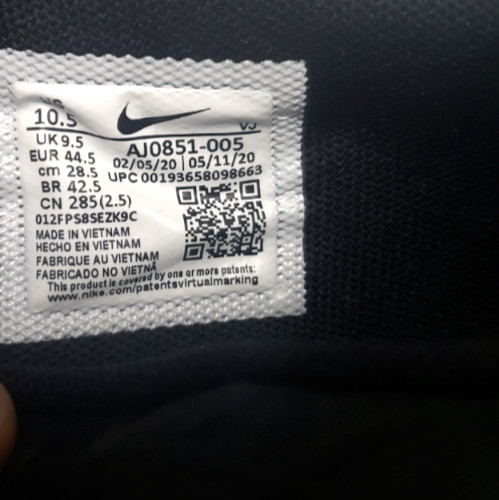 US
10.5
VJ
UK 9.5
AJ0851-005
EUR 44.5
02/05/20 | 05/11/20
cm 28.5
UPC 00193658098663
BR 42.5
CN 285(2.5)
012FPS8SEZK9C
MADE IN VIETNAM
HECHO EN VIETNAM
FABRIQUE AU VIETNAM
FABRICADO NO VIETNÃ
This product is covered by one or more patents:
www.nike.com/patentsvirtualmarking